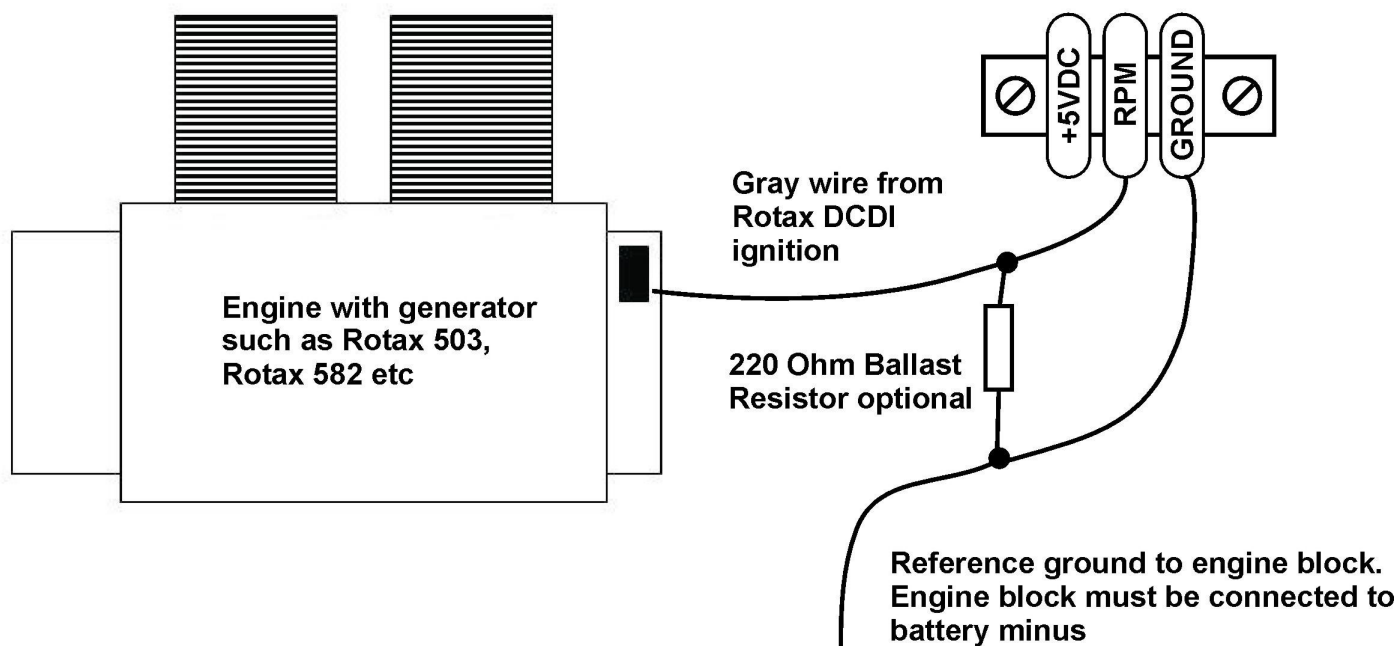 +5VDC
RPM
GROUND
Gray wire from
Rotax DCDI
ignition
Engine with generator
such as Rotax 503,
Rotax 582 etc
220 Ohm Ballast
Resistor optional
Reference ground to engine block.
Engine block must be connected to
battery minus